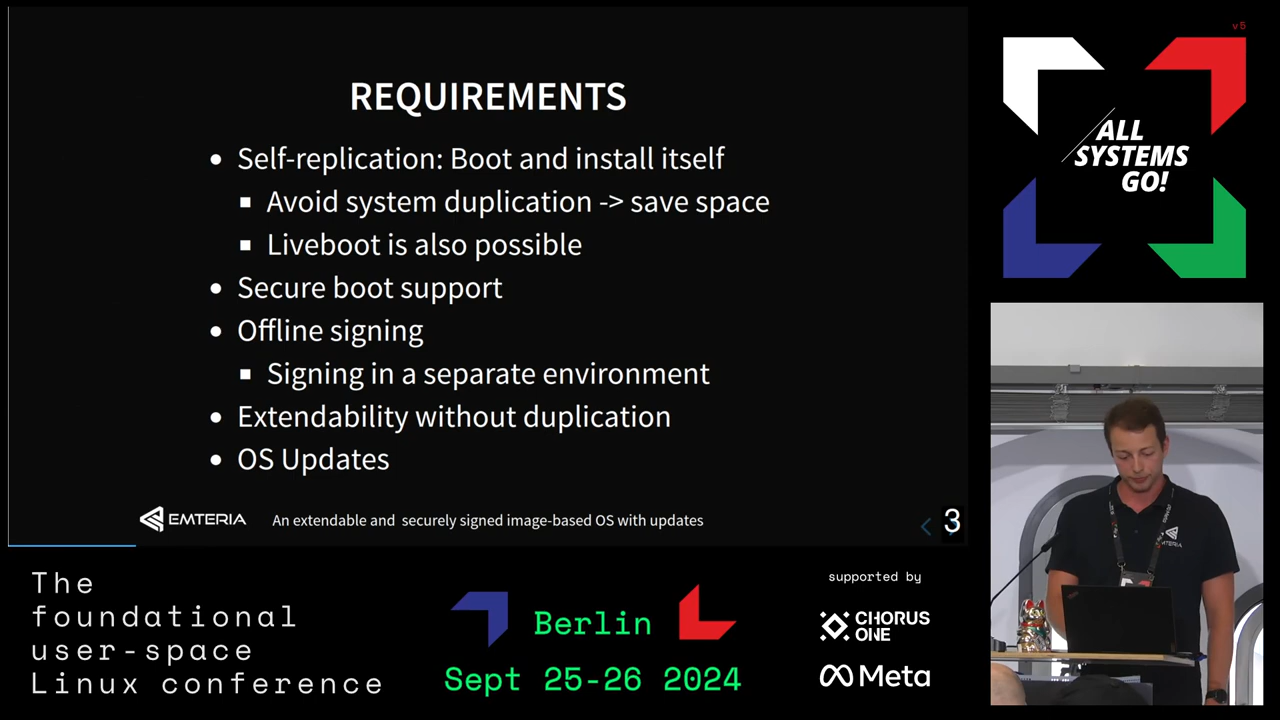 REQUIREMENTS
Self-replication: Boot and install itself
Avoid system duplication -> save space
Liveboot is also possible
Secure boot support
Offline signing
Signing in a separate environment
Extendability without duplication
OS Updates
EMTERIA
An extendable and securely signed image-based OS with updates
3
v5
ALL
SYSTEMS
GO!
EMTERIA
The
foundational
user-space
Linux conference
Berlin
Sept 25-26 2024
supported by
CHORUS
ONE
Meta